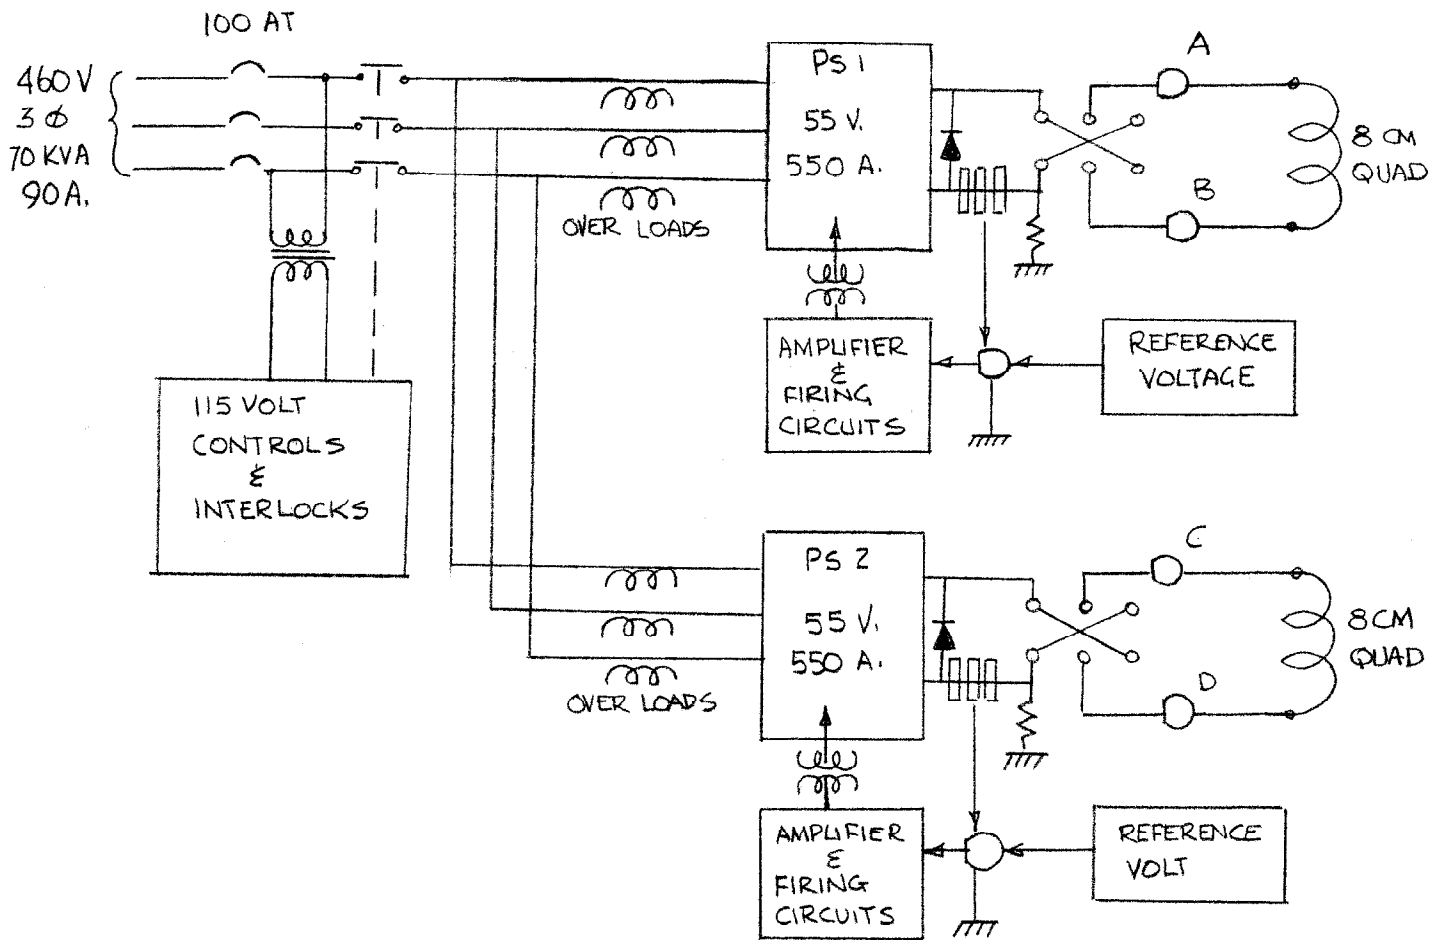 100 AT
460 V
3 Ø
70 KVA
90 A.
OVER LOADS
PS 1
55 V.
550 A.
A
B
8 CM
QUAD
115 VOLT
CONTROLS
&
INTERLOCKS
AMPLIFIER
&
FIRING
CIRCUITS
REFERENCE
VOLTAGE
OVER LOADS
PS 2
55 V.
550 A.
C
D
8 CM
QUAD
AMPLIFIER
&
FIRING
CIRCUITS
REFERENCE
VOLT